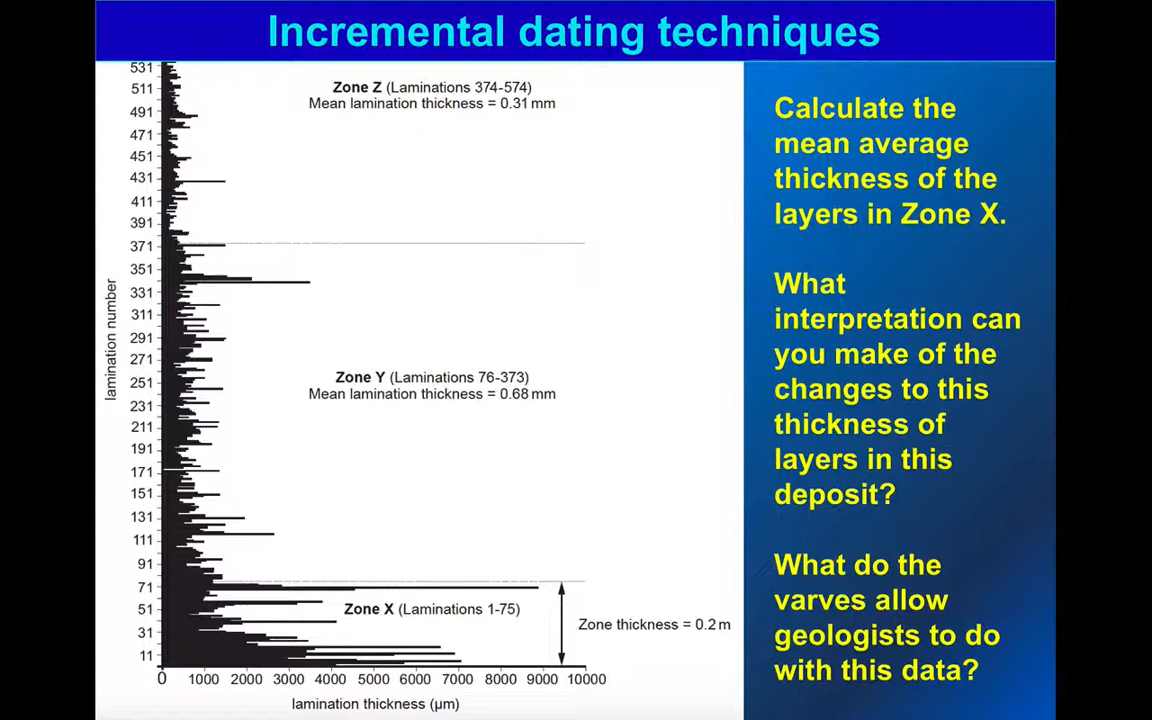 Incremental dating techniques
531
511
491
471
451
431
411
391
371
351
331
311
291
271
251
231
211
191
171
151
131
111
91
71
51
31
11
lamination number
Zone Z (Laminations 374-574)
Mean lamination thickness = 0.31 mm
Zone Y (Laminations 76-373)
Mean lamination thickness = 0.68 mm
Zone X (Laminations 1-75)
Zone thickness = 0.2 m
0 1000 2000 3000 4000 5000 6000 7000 8000 9000 10000
lamination thickness (µm)
Calculate the
mean average
thickness of the
layers in Zone X.
What
interpretation can
you make of the
changes to this
thickness of
layers in this
deposit?
What do the
varves allow
geologists to do
with this data?